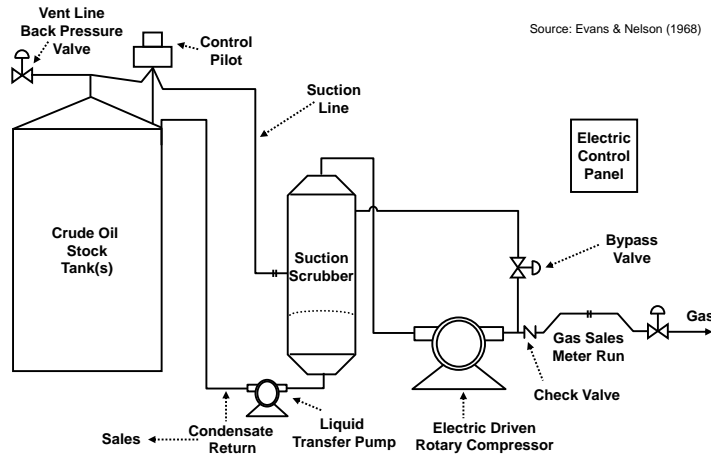 Vent Line
Back Pressure
Valve
Control
Pilot
Source: Evans & Nelson (1968)
Suction
Line
Electric
Control
Panel
Crude Oil
Stock
Tank(s)
Suction
Scrubber
Bypass
Valve
Gas
Gas Sales
Meter Run
Check Valve
Sales
Condensate
Return
Liquid
Transfer Pump
Electric Driven
Rotary Compressor